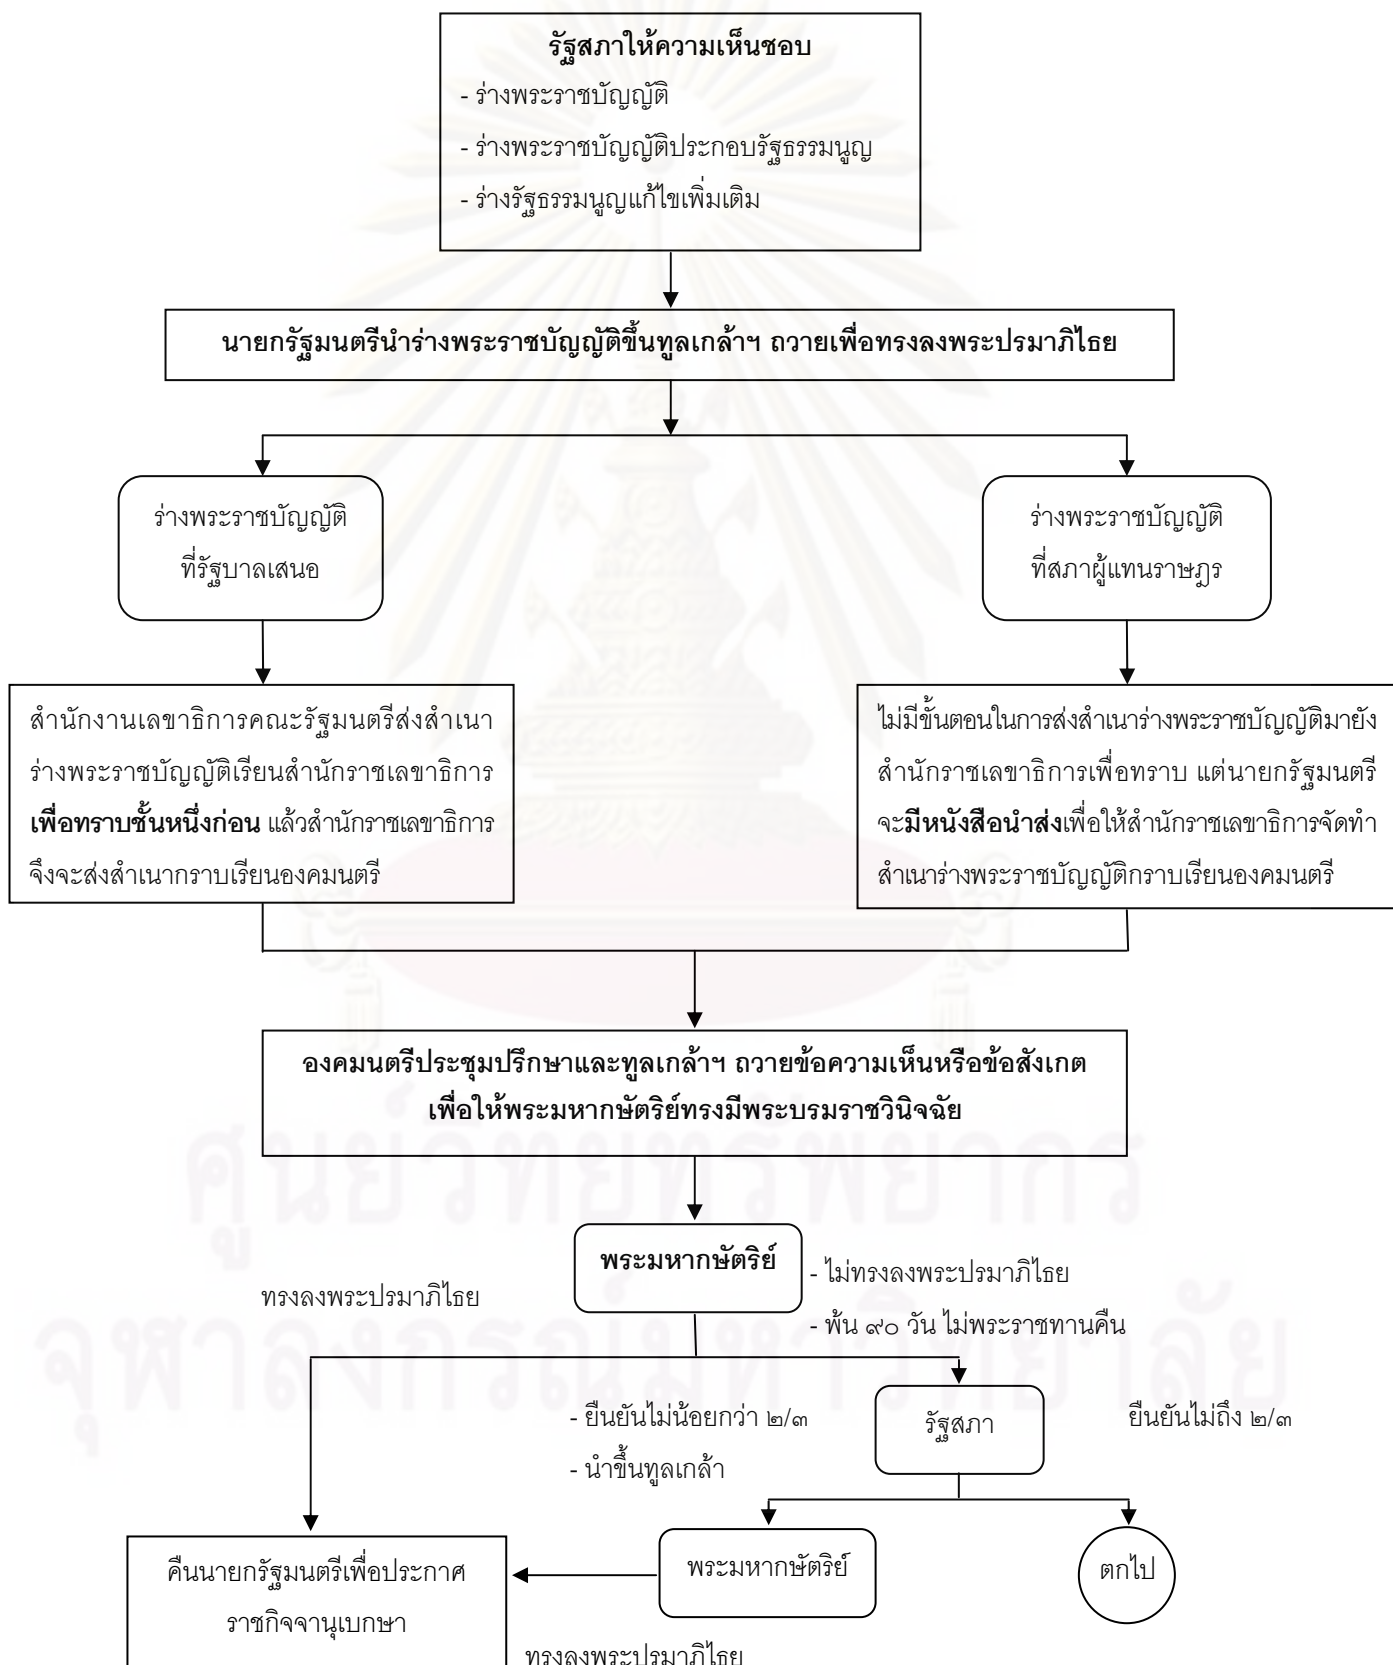 รัฐสภาให้ความเห็นชอบ
- ร่างพระราชบัญญัติ
- ร่างพระราชบัญญัติประกอบรัฐธรรมนูญ
- ร่างรัฐธรรมนูญแก้ไขเพิ่มเติม
นายกรัฐมนตรีนำร่างพระราชบัญญัติขึ้นทูลเกล้าฯ ถวายเพื่อทรงลงพระปรมาภิไธย
ร่างพระราชบัญญัติ
ที่รัฐบาลเสนอ
ร่างพระราชบัญญัติ
ที่สภาผู้แทนราษฎร
สำนักงานเลขาธิการคณะรัฐมนตรีส่งสำเนา
ร่างพระราชบัญญัติเรียนสำนักราชเลขาธิการ
เพื่อทราบชั้นหนึ่งก่อน แล้วสำนักราชเลขาธิการ
จึงจะส่งสำเนากราบเรียนองคมนตรี
ไม่มีขั้นตอนในการส่งสำเนาร่างพระราชบัญญัติมายัง
สำนักราชเลขาธิการเพื่อทราบ แต่นายกรัฐมนตรี
จะมีหนังสือนำส่งเพื่อให้สำนักราชเลขาธิการจัดทำ
สำเนาร่างพระราชบัญญัติกราบเรียนองคมนตรี
องคมนตรีประชุมปรึกษาและทูลเกล้าฯ ถวายข้อความเห็นหรือข้อสังเกต
เพื่อให้พระมหากษัตริย์ทรงมีพระบรมราชวินิจฉัย
ศูนย์วิทยทรัพยากร
จุฬาลงกรณ์มหาวิทยาลัย
พระมหากษัตริย์
ทรงลงพระปรมาภิไธย
- ไม่ทรงลงพระปรมาภิไธย
- พ้น ๙๐ วัน ไม่พระราชทานคืน
- ยืนยันไม่น้อยกว่า ๒/๓
- นำขึ้นทูลเกล้า
รัฐสภา
ยืนยันไม่ถึง ๒/๓
คืนนายกรัฐมนตรีเพื่อประกาศ
ราชกิจจานุเบกษา
พระมหากษัตริย์
ตกไป
ทรงลงพระปรมาภิไธย